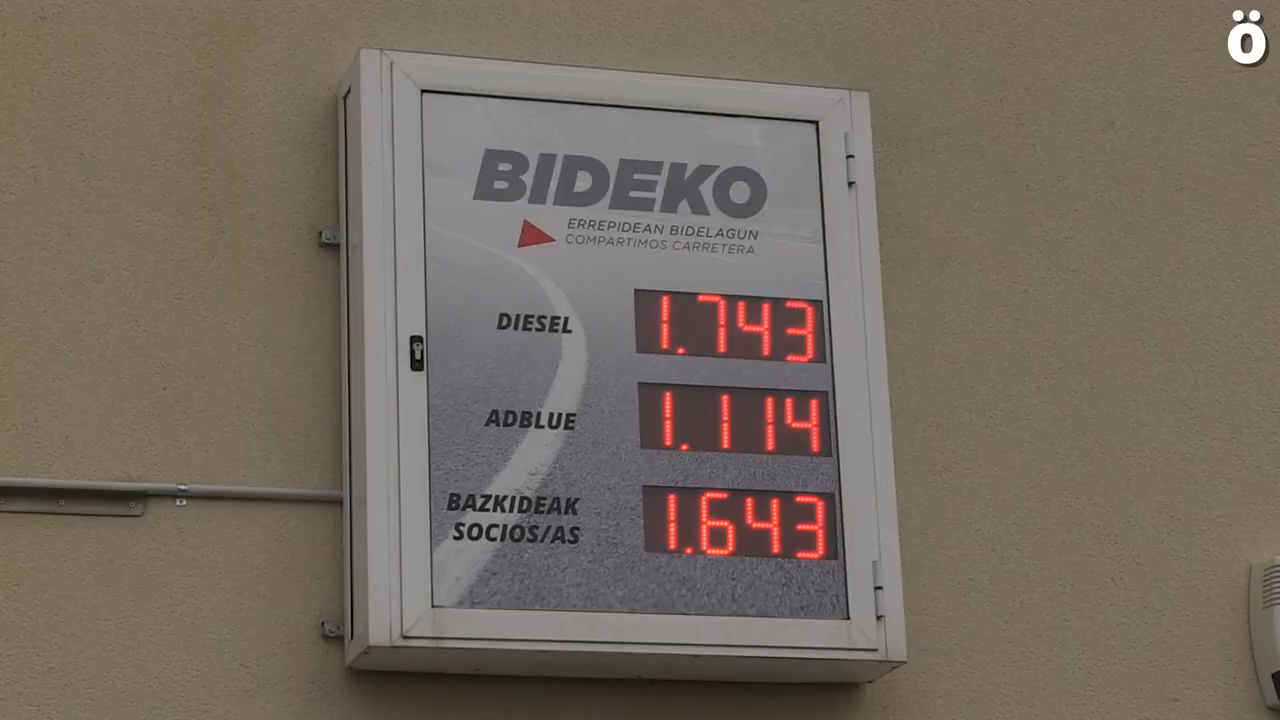 Ö
BIDEKO
ERREPIDEAN BIDELAGUN
COMPARTIMOS CARRETERA
DIESEL 1.743
ADBLUE 1.114
BAZKIDEAK
SOCIOS/AS 1.643